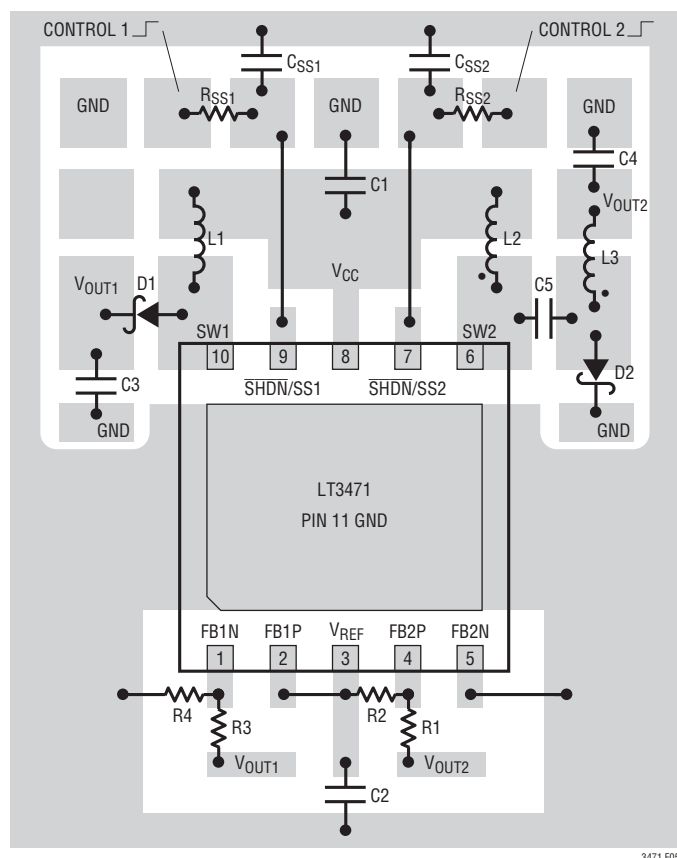 CONTROL 1
CONTROL 2
CSS1
CSS2
RSS1
RSS2
GND
GND
GND
C4
C1
VOUT2
L1
L2
L3
VCC
VOUT1
D1
C5
SW1
SW2
10
9
8
7
6
D2
C3
SHDN/SS1
SHDN/SS2
GND
GND
LT3471
PIN 11 GND
FB1N
FB1P
VREF
FB2P
FB2N
1
2
3
4
5
R4
R3
R2
R1
VOUT1
VOUT2
C2
3471 F05